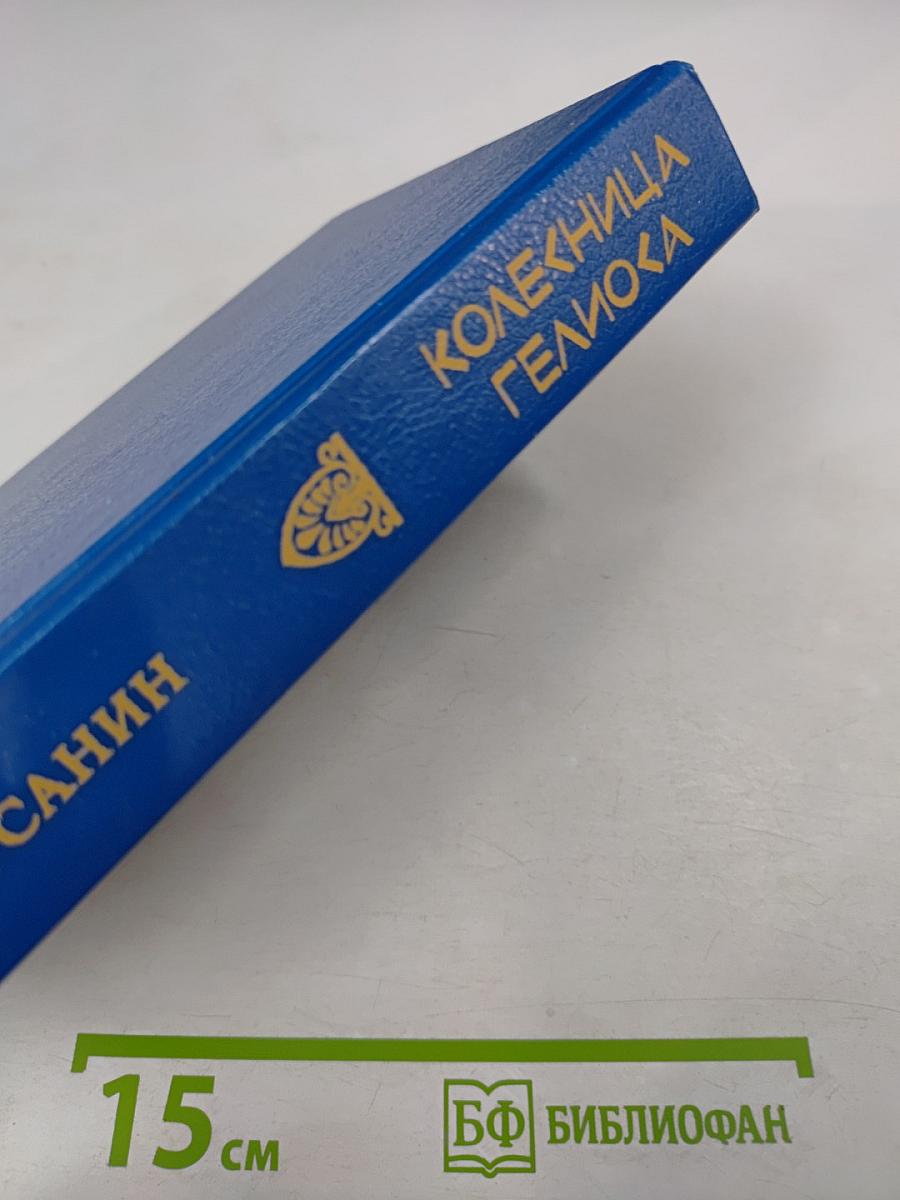 КОЛЕСНИЦА
ГЕЛИОСА
САНИН
15 см
БФ БИБЛИОФАН